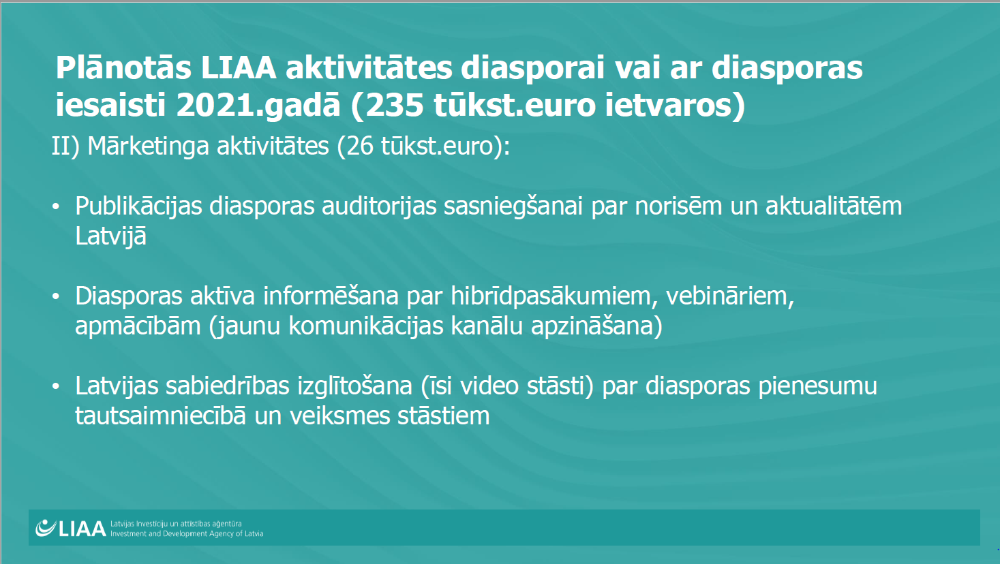 Plānotās LIAA aktivitātes diasporai vai ar diasporas
iesaisti 2021.gadā (235 tūkst.euro ietvaros)
II) Mārketinga aktivitātes (26 tūkst.euro):
• Publikācijas diasporas auditorijas sasniegšanai par norisēm un aktualitātēm
Latvijā
• Diasporas aktīva informēšana par hibrīdpasākumiem, vebināriem,
apmācībām (jaunu komunikācijas kanālu apzināšana)
• Latvijas sabiedrības izglītošana (īsi video stāsti) par diasporas pienesumu
tautsaimniecībā un veiksmes stāstiem
LIAA
Latvijas Investīciju un attīstības aģentūra
Investment and Development Agency of Latvia